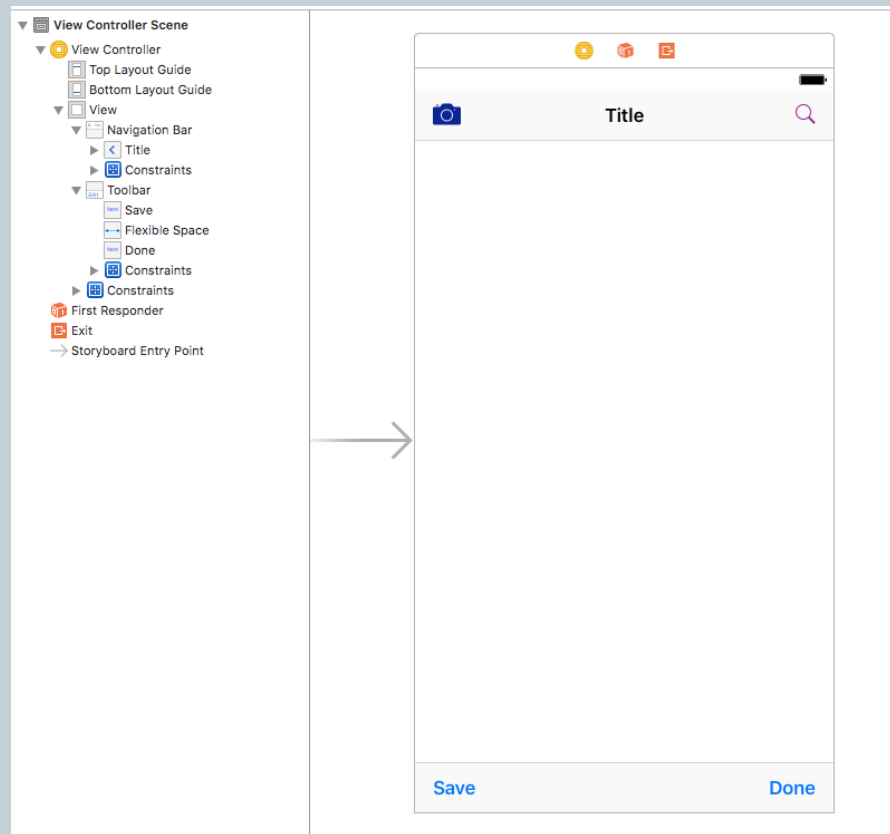 View Controller Scene
View Controller
Top Layout Guide
Bottom Layout Guide
View
Navigation Bar
Title
Constraints
Toolbar
Save
Flexible Space
Done
Constraints
Constraints
First Responder
Exit
Storyboard Entry Point
Title
Save Done